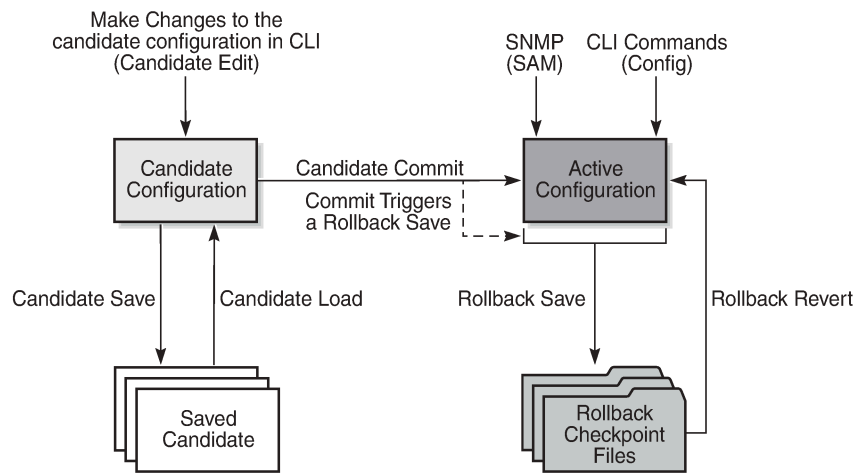 Make Changes to the
candidate configuration in CLI
(Candidate Edit)
SNMP
(SAM)
CLI Commands
(Config)
Candidate
Configuration
Candidate Commit
Commit Triggers
a Rollback Save
Active
Configuration
Candidate Save
Candidate Load
Rollback Save
Rollback Revert
Saved
Candidate
Rollback
Checkpoint
Files